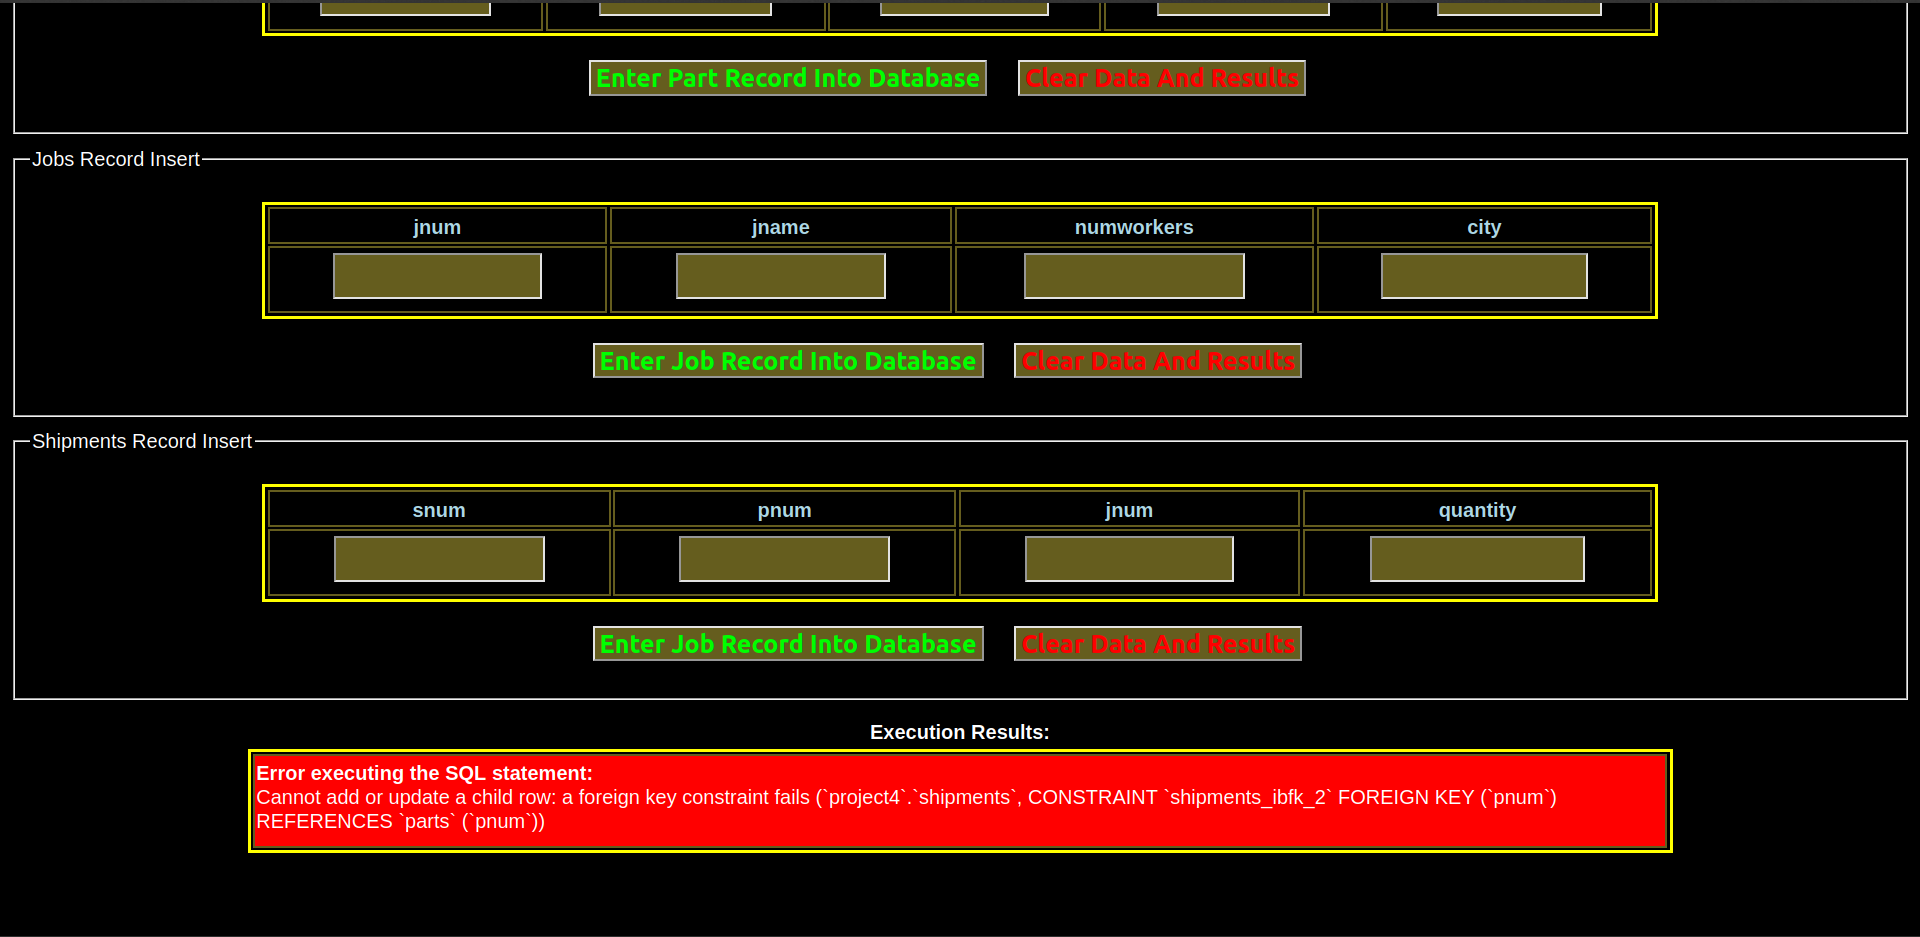 Enter Part Record Into Database Clear Data And Results
Jobs Record Insert
jnum jname numworkers city
Enter Job Record Into Database Clear Data And Results
Shipments Record Insert
snum pnum jnum quantity
Enter Job Record Into Database Clear Data And Results
Execution Results:
Error executing the SQL statement:
Cannot add or update a child row: a foreign key constraint fails (`project4`.`shipments`, CONSTRAINT `shipments_ibfk_2` FOREIGN KEY (`pnum`)
REFERENCES `parts` (`pnum`))